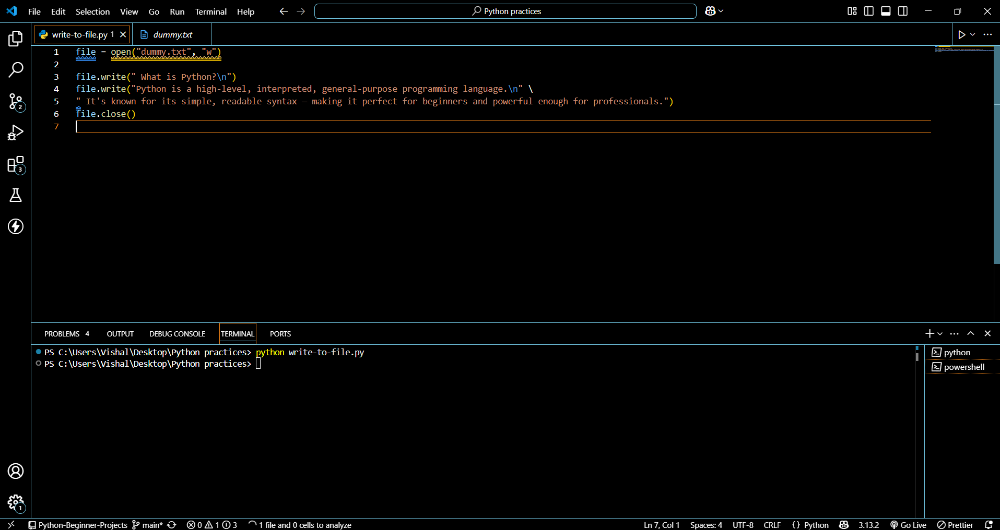 File Edit Selection View Go Run Terminal Help
Python practices
write-to-file.py 1
dummy.txt
1 file = open("dummy.txt", "w")
2
3 file.write(" What is Python?\n")
4 file.write("Python is a high-level, interpreted, general-purpose programming language.\n" \
5 " It's known for its simple, readable syntax — making it perfect for beginners and powerful enough for professionals.")
6 file.close()
7
2
3
1
PROBLEMS 4 OUTPUT DEBUG CONSOLE TERMINAL PORTS
PS C:\Users\Vishal\Desktop\Python practices> python write-to-file.py
PS C:\Users\Vishal\Desktop\Python practices>
python
powershell
Python-Beginner-Projects main* 0 1 3 1 file and 0 cells to analyze Ln 7, Col 1 Spaces: 4 UTF-8 CRLF {} Python 3.13.2 Go Live Prettier